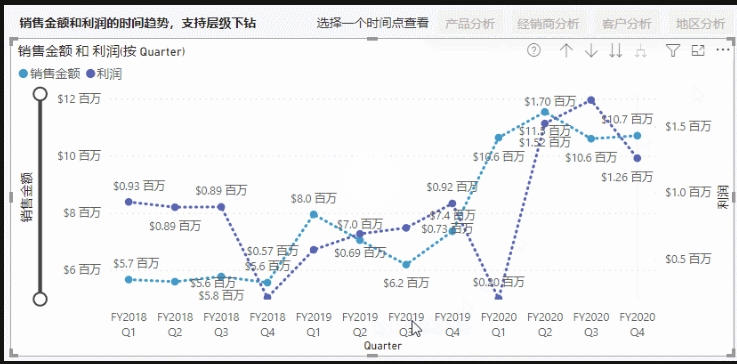 销售金额和利润的时间趋势，支持层级下钻
选择一个时间点查看
产品分析
经销商分析
客户分析
地区分析
销售金额 和 利润(按 Quarter)
销售金额 利润
$12 百万
$10 百万
$8 百万
$6 百万
销售金额
$0.93 百万
$0.89 百万
$0.89 百万
$0.57 百万
$8.0 百万
$7.0 百万
$0.69 百万
$0.92 百万
$7.4 百万
$0.73 百万
$5.7 百万
$5.6 百万
$5.8 百万
$5.6 百万
$6.2 百万
$10.6 百万
$1.70 百万
$1.52 百万
$10.6 百万
$10.7 百万
$1.26 百万
$1.5 百万
$1.0 百万
$0.5 百万
利润
FY2018 FY2018 FY2018 FY2018 FY2019 FY2019 FY2019 FY2019 FY2020 FY2020 FY2020 FY2020
Q1 Q2 Q3 Q4 Q1 Q2 Q3 Q4 Q1 Q2 Q3 Q4
Quarter